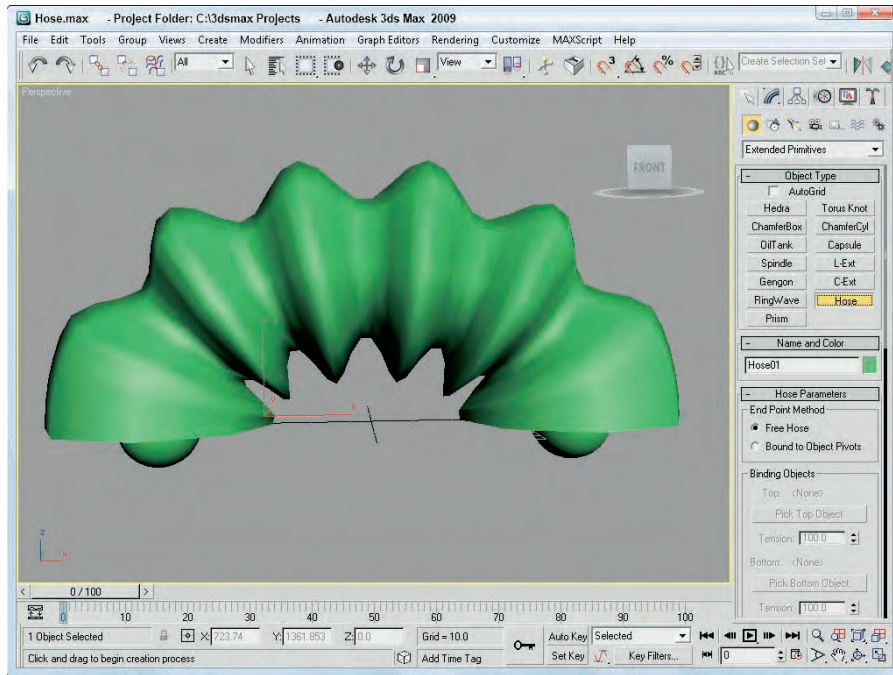 Hose.max - Project Folder: C:\3dsmax Projects - Autodesk 3ds Max 2009
File Edit Tools Group Views Create Modifiers Animation Graph Editors Rendering Customize MAXScript Help
All
View
3
%
ABC
Create Selection Set
Perspective
FRONT
Extended Primitives
- Object Type
AutoGrid
Hedra Torus Knot
ChamferBox ChamferCyl
OilTank Capsule
Spindle L-Ext
Gengon C-Ext
RingWave Hose
Prism
- Name and Color
Hose01
- Hose Parameters
End Point Method
Free Hose
Bound to Object Pivots
Binding Objects
Top: <None>
Pick Top Object
Tension: 100.0
Bottom: <None>
Pick Bottom Object
Tension: 100.0
y
x
z
x
< 0 / 100 >
0 10 20 30 40 50 60 70 80 90 100
1 Object Selected X: 723.74 Y: 1361.853 Z: 0.0 Grid = 10.0 Auto Key Selected
Click and drag to begin creation process Add Time Tag Set Key Key Filters... 0